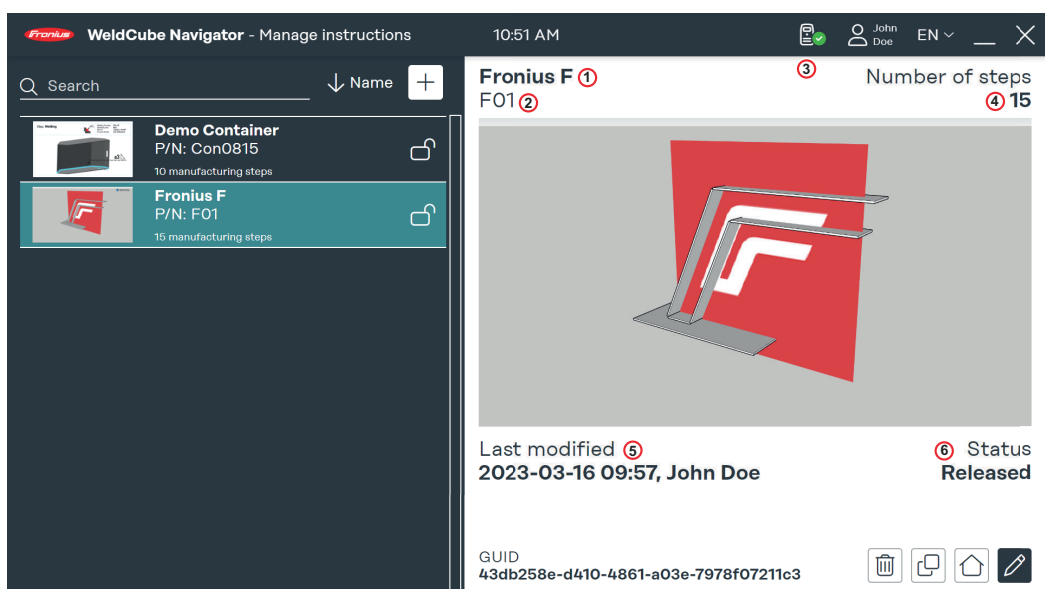 Fronius WeldCube Navigator - Manage instructions 10:51 AM John Doe EN
Search Name
Demo Container
P/N: Con0815
10 manufacturing steps
Fronius F
P/N: F01
15 manufacturing steps
3
Fronius F 1 Number of steps
F01 2 4 15
Last modified 5 6 Status
2023-03-16 09:57, John Doe Released
GUID
43db258e-d410-4861-a03e-7978f07211c3